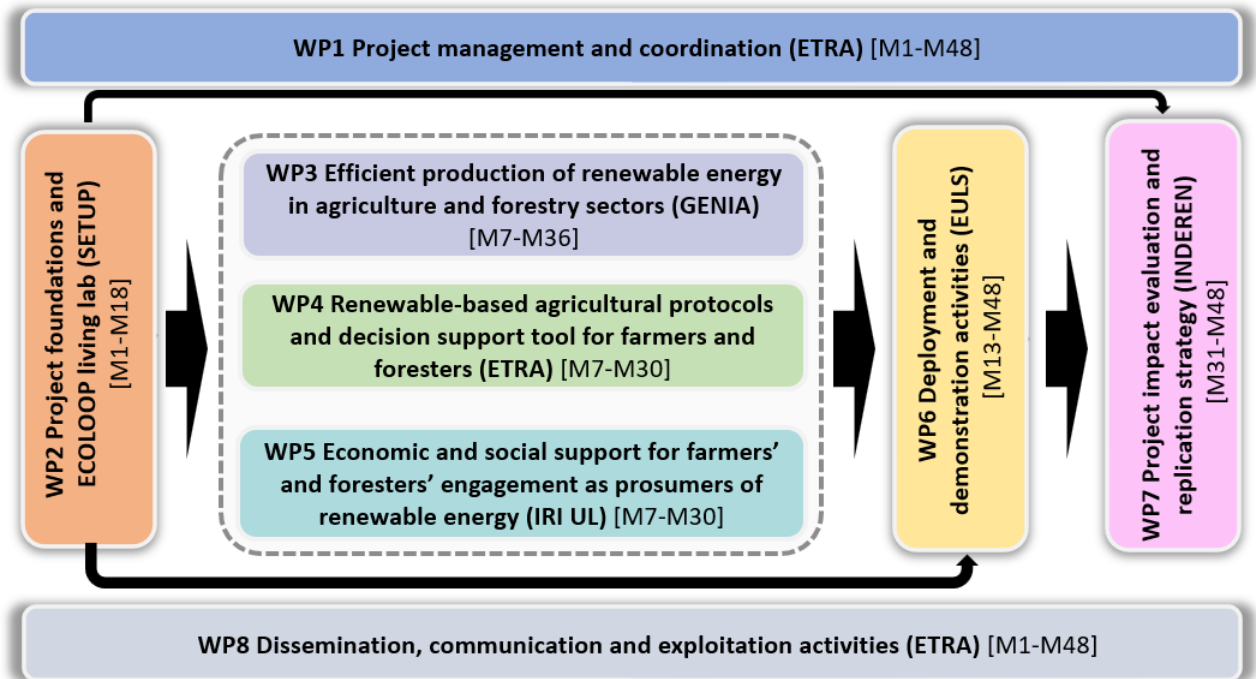 WP1 Project management and coordination (ETRA) [M1-M48]
WP2 Project foundations and
ECOLOOP living lab (SETUP)
[M1-M18]
WP3 Efficient production of renewable energy
in agriculture and forestry sectors (GENIA)
[M7-M36]
WP4 Renewable-based agricultural protocols
and decision support tool for farmers and
foresters (ETRA) [M7-M30]
WP5 Economic and social support for farmers’
and foresters’ engagement as prosumers of
renewable energy (IRI UL) [M7-M30]
WP6 Deployment and
demonstration activities (EULS)
[M13-M48]
WP7 Project impact evaluation and
replication strategy (INDEREN)
[M31-M48]
WP8 Dissemination, communication and exploitation activities (ETRA) [M1-M48]